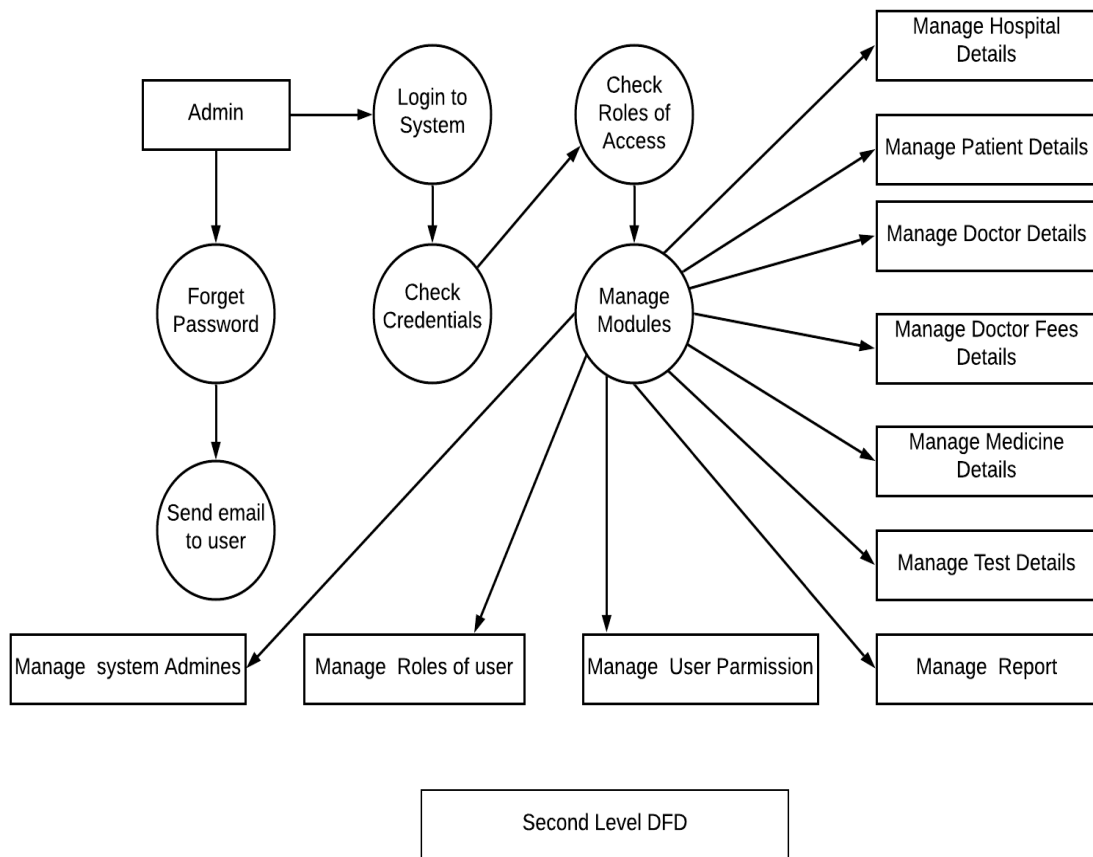 Manage Hospital
Details
Admin
Login to
System
Check
Roles of
Access
Manage Patient Details
Manage Doctor Details
Forget
Password
Check
Credentials
Manage
Modules
Manage Doctor Fees
Details
Manage Medicine
Details
Send email
to user
Manage Test Details
Manage  system Admines
Manage  Roles of user
Manage  User Parmission
Manage  Report
Second Level DFD